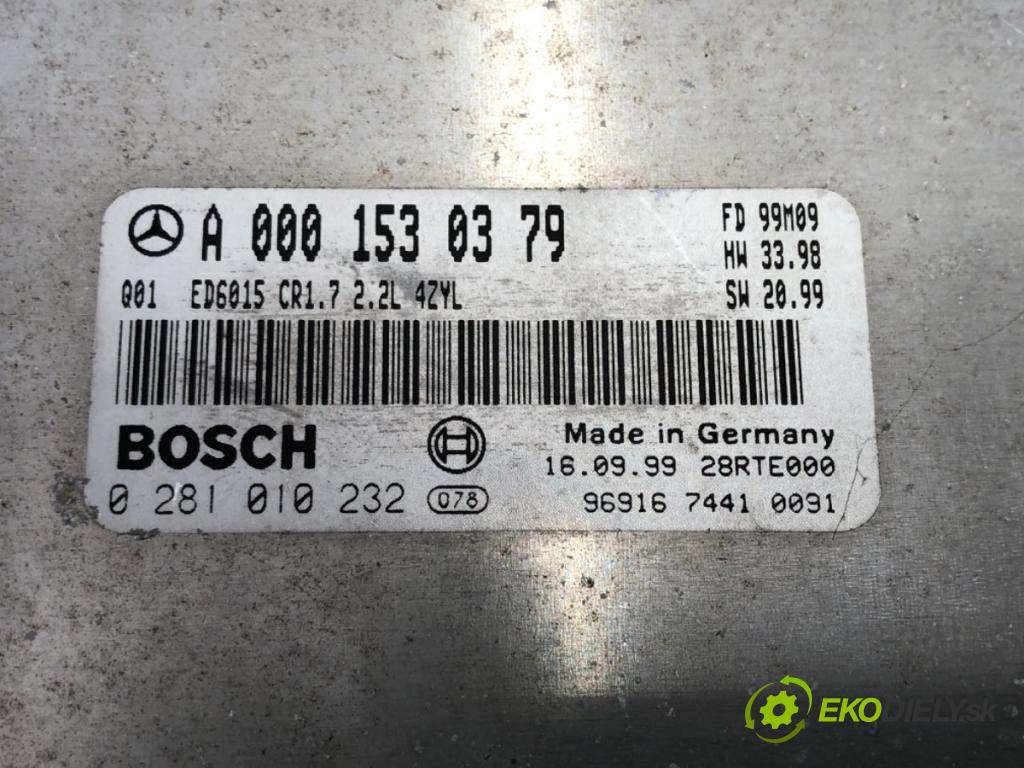 A 000 153 03 79
FD 99M09
HW 33.98
Q01 ED6015 CR1.7 2.2L 4ZYL
SW 20.99
BOSCH
Made in Germany
16.09.99 28RTE000
0 281 010 232 078
96916 7441 0091
EKODIELY.sk